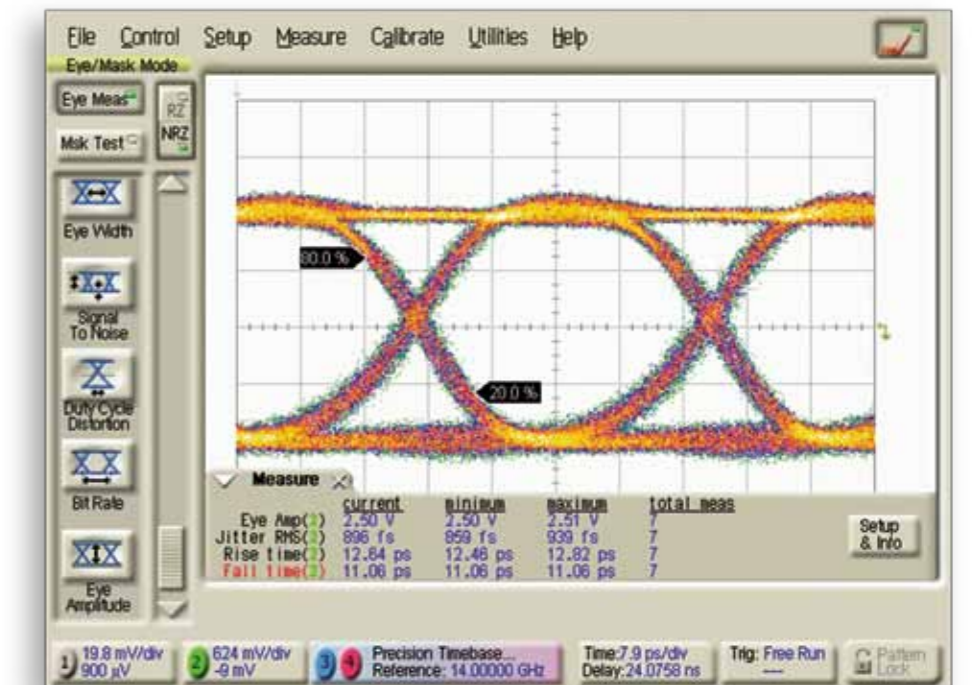 File Control Setup Measure Calibrate Utilities Help
Eye/Mask Mode
Eye Meas
Msk Test
RZ
NRZ
Eye Width
Signal
To Noise
Duty Cycle
Distortion
Bit Rate
Eye
Amplitude
80.0 %
20.0 %
Measure
current minimum maximum total meas
Eye Amp(2) 2.50 V 2.50 V 2.51 V 7
Jitter RMS(2) 896 fs 859 fs 939 fs 7
Rise time(2) 12.64 ps 12.46 ps 12.82 ps 7
Fall time(2) 11.06 ps 11.06 ps 11.06 ps 7
Setup
& Info
1) 19.8 mV/div
900 µV
2) 624 mV/div
-9 mV
3) 4) Precision Timebase...
Reference: 14.00000 GHz
Time:7.9 ps/div
Delay:24.0758 ns
Trig: Free Run
Pattern
Lock